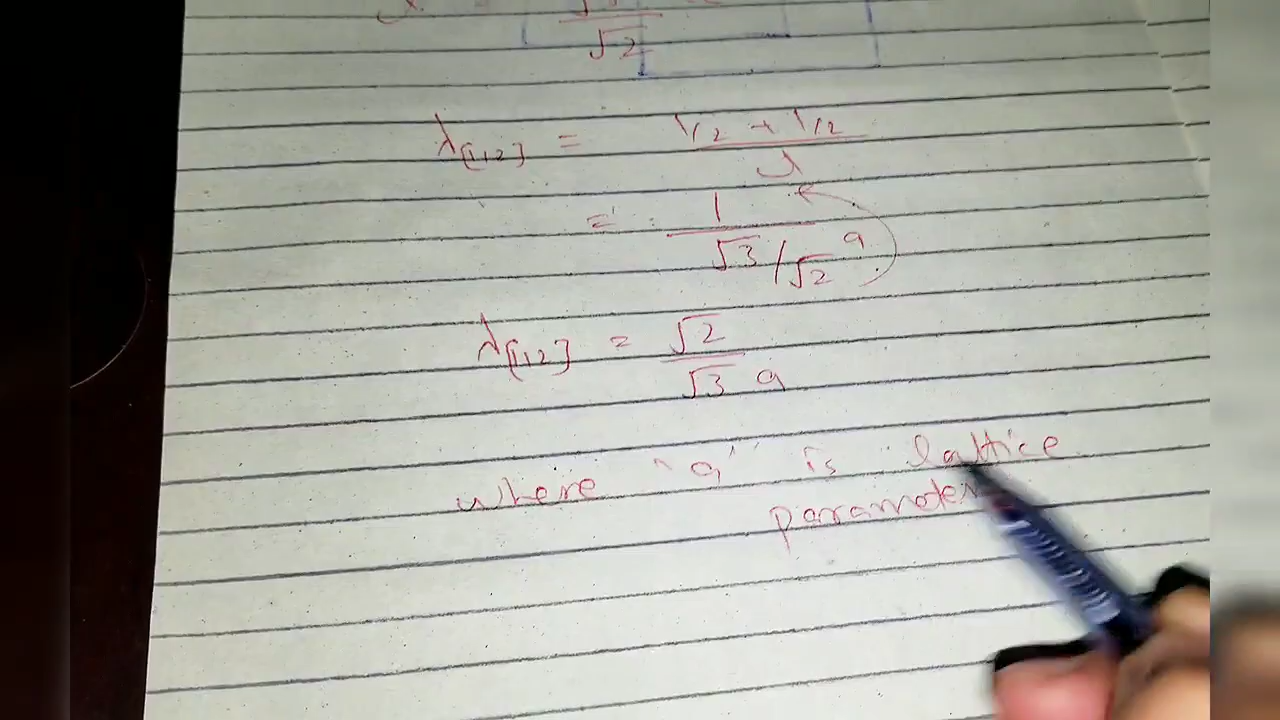 √2
λ[112] = 1/2 + 1/2
l
= 1
√3/√2 a
λ[112] = √2
√3 a
where "a" is lattice
parameter